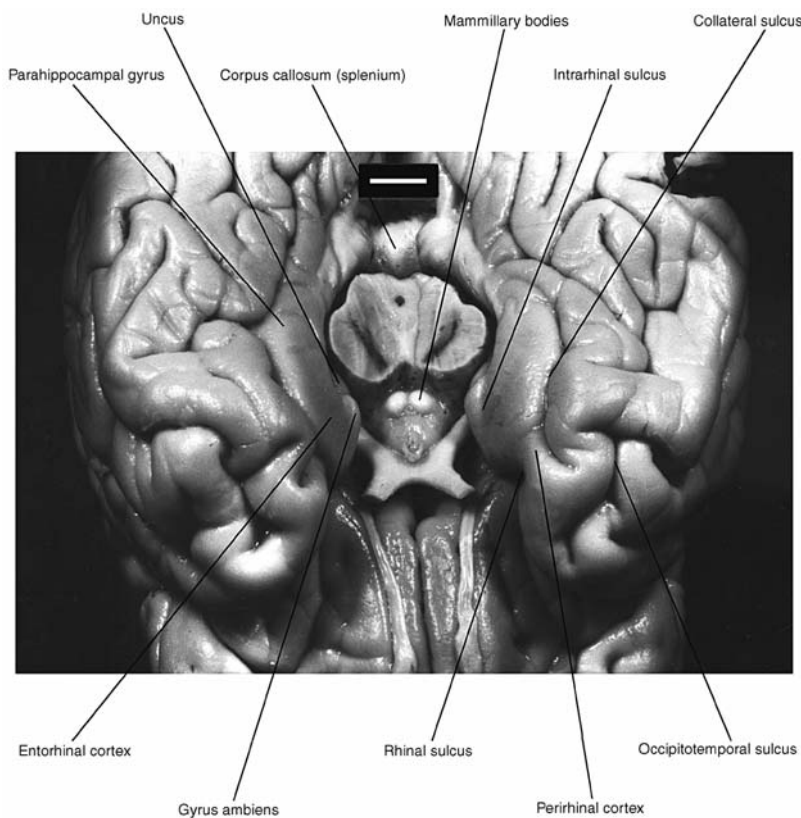 Uncus
Mammillary bodies
Collateral sulcus
Parahippocampal gyrus
Corpus callosum (splenium)
Intrarhinal sulcus
Entorhinal cortex
Rhinal sulcus
Occipitotemporal sulcus
Gyrus ambiens
Perirhinal cortex